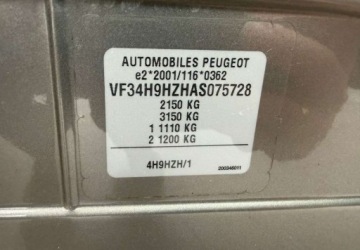 AUTOMOBILES PEUGEOT
e2*2001/116*0362
VF34H9HZHAS075728
2150 KG
3150 KG
1 1110 KG
2 1200 KG
4H9HZH/1